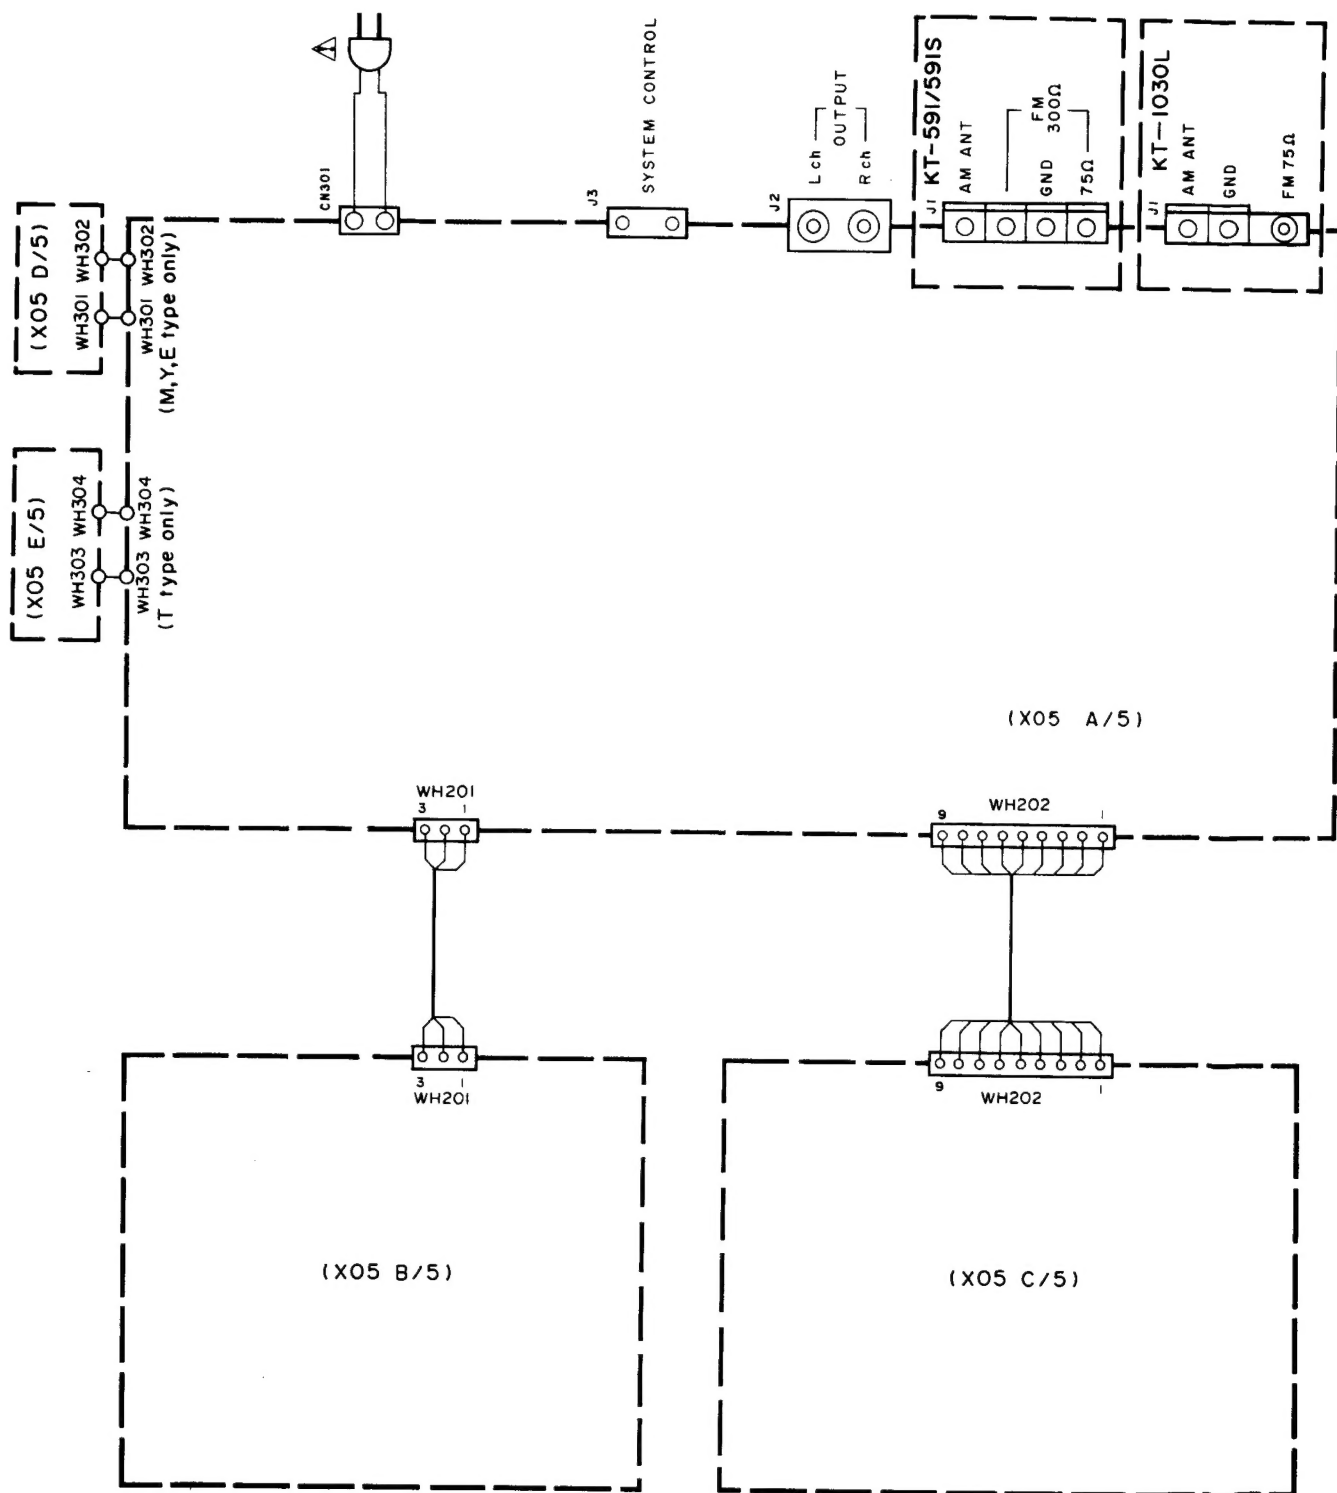 CN301
J3
SYSTEM CONTROL
J2
L ch
R ch
OUTPUT
KT-591/591S
J1
AM ANT
FM
300Ω
GND
75Ω
KT-1030L
J1
AM ANT
GND
FM 75Ω
(X05 D/5)
WH301 WH302
WH301 WH302
(M,Y,E type only)
(X05 E/5)
WH303 WH304
WH303 WH304
(T type only)
(X05 A/5)
WH201
3 1
WH202
9 1
3 1
WH201
9 1
WH202
(X05 B/5)
(X05 C/5)